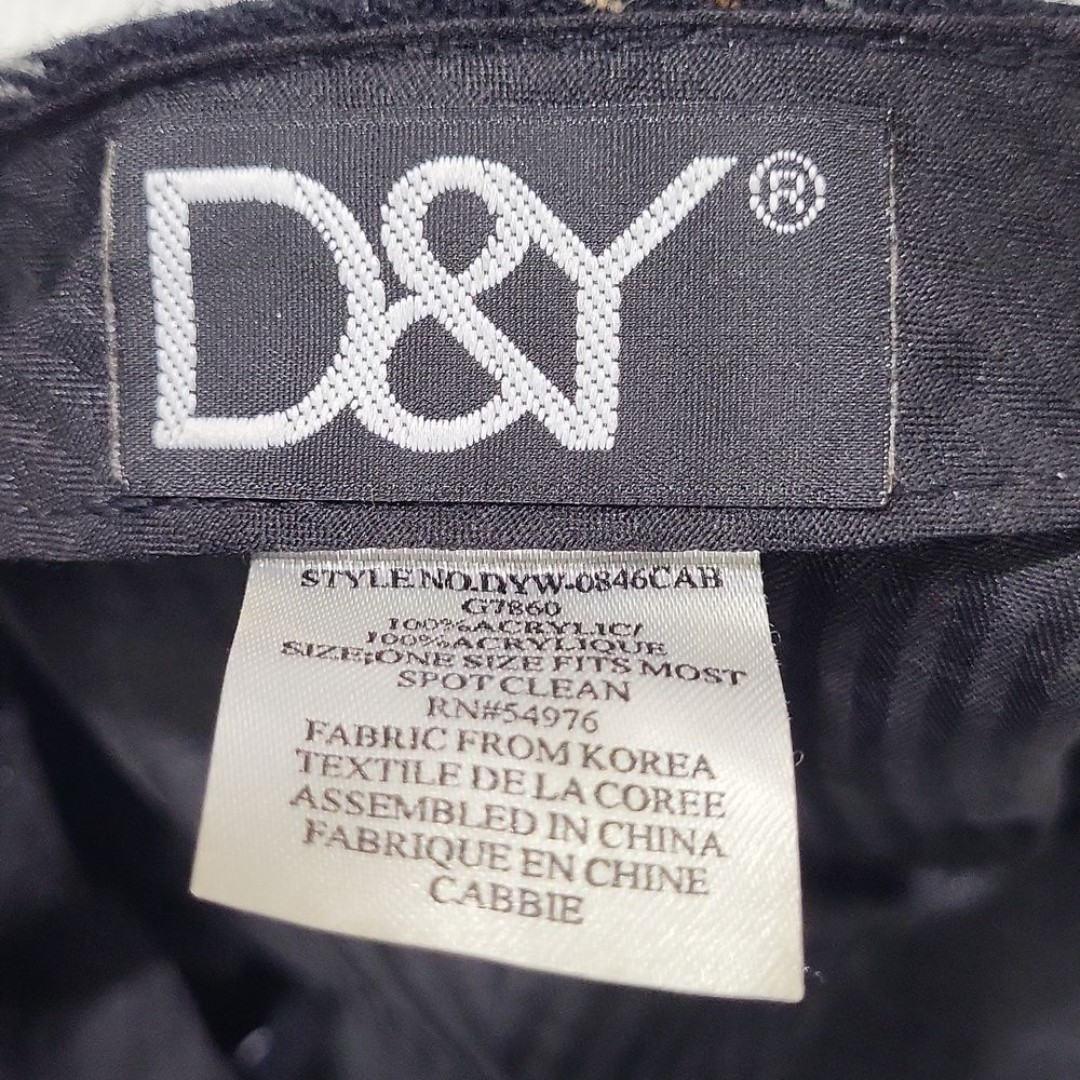 D&Y®
STYLE NO.DYW-0846CAB
G7860
100%ACRYLIC/
100%ACRYLIQUE
SIZE:ONE SIZE FITS MOST
SPOT CLEAN
RN#54976
FABRIC FROM KOREA
TEXTILE DE LA COREE
ASSEMBLED IN CHINA
FABRIQUE EN CHINE
CABBIE